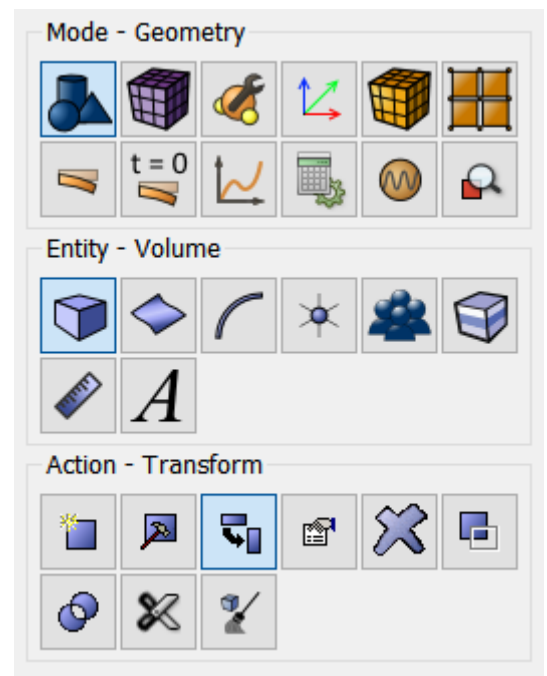 Mode - Geometry
t = 0
Entity - Volume
A
Action - Transform